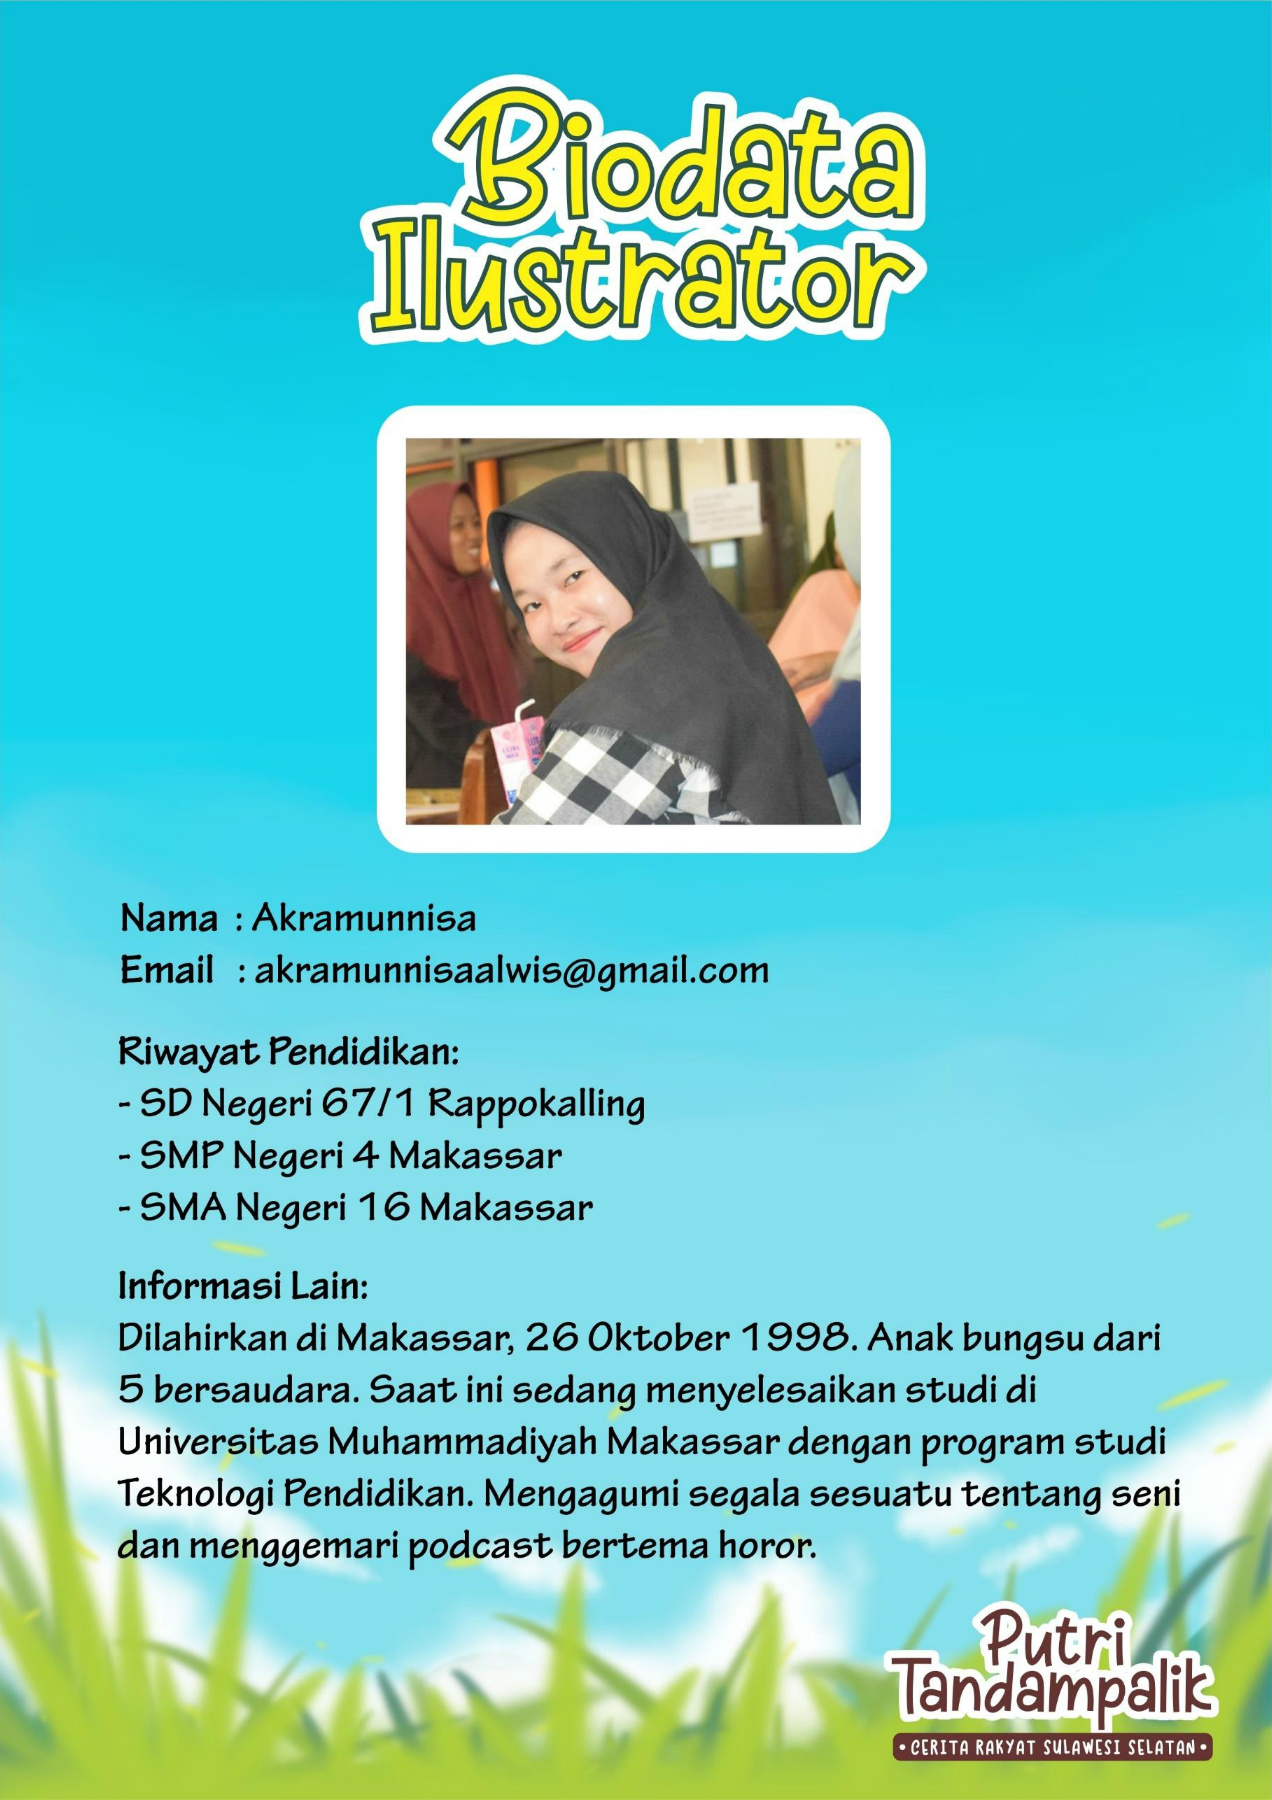 Biodata
Ilustrator
Nama : Akramunnisa
Email : akramunnisaalwis@gmail.com
Riwayat Pendidikan:
- SD Negeri 67/1 Rappokalling
- SMP Negeri 4 Makassar
- SMA Negeri 16 Makassar
Informasi Lain:
Dilahirkan di Makassar, 26 Oktober 1998. Anak bungsu dari
5 bersaudara. Saat ini sedang menyelesaikan studi di
Universitas Muhammadiyah Makassar dengan program studi
Teknologi Pendidikan. Mengagumi segala sesuatu tentang seni
dan menggemari podcast bertema horor.
Putri
Tandampalik
• CERITA RAKYAT SULAWESI SELATAN •